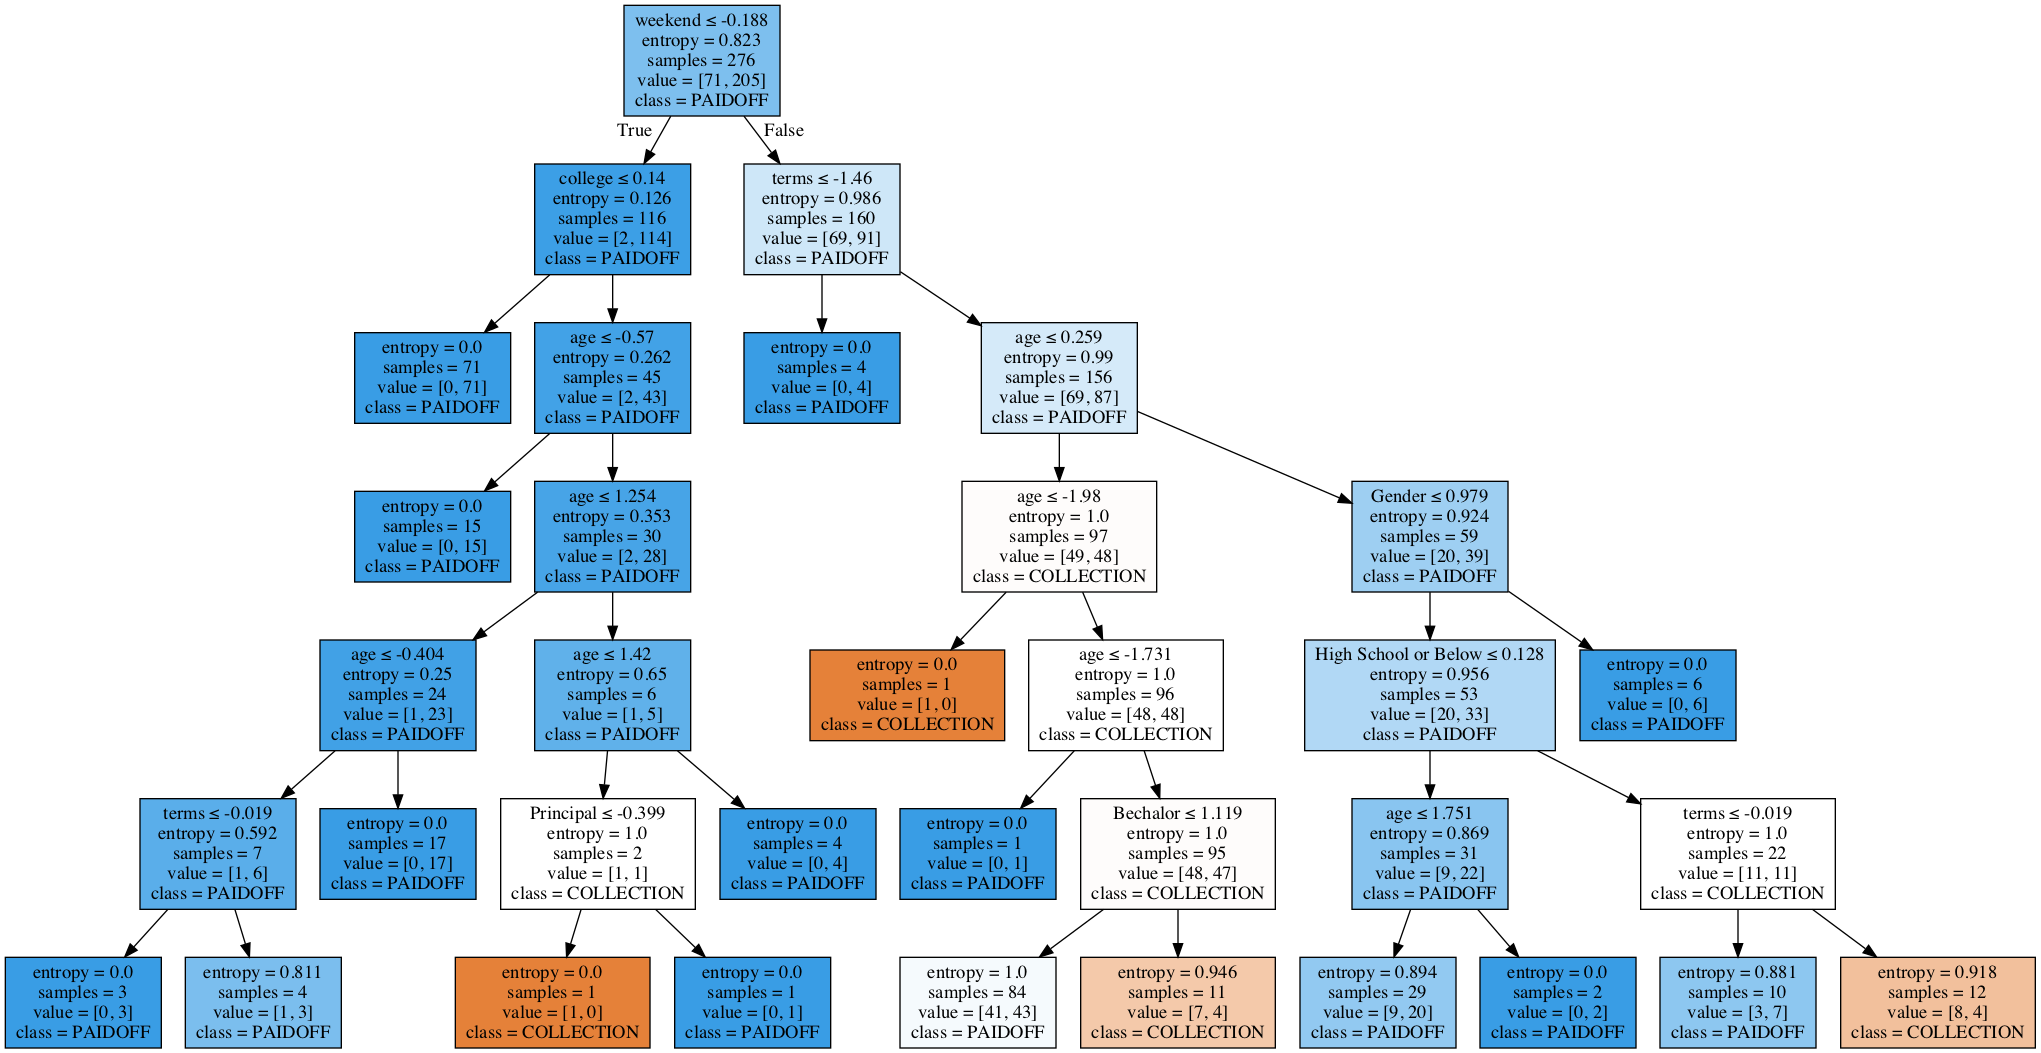 weekend ≤ -0.188
entropy = 0.823
samples = 276
value = [71, 205]
class = PAIDOFF
True
False
college ≤ 0.14
entropy = 0.126
samples = 116
value = [2, 114]
class = PAIDOFF
terms ≤ -1.46
entropy = 0.986
samples = 160
value = [69, 91]
class = PAIDOFF
entropy = 0.0
samples = 71
value = [0, 71]
class = PAIDOFF
age ≤ -0.57
entropy = 0.262
samples = 45
value = [2, 43]
class = PAIDOFF
entropy = 0.0
samples = 4
value = [0, 4]
class = PAIDOFF
age ≤ 0.259
entropy = 0.99
samples = 156
value = [69, 87]
class = PAIDOFF
entropy = 0.0
samples = 15
value = [0, 15]
class = PAIDOFF
age ≤ 1.254
entropy = 0.353
samples = 30
value = [2, 28]
class = PAIDOFF
age ≤ -1.98
entropy = 1.0
samples = 97
value = [49, 48]
class = COLLECTION
Gender ≤ 0.979
entropy = 0.924
samples = 59
value = [20, 39]
class = PAIDOFF
age ≤ -0.404
entropy = 0.25
samples = 24
value = [1, 23]
class = PAIDOFF
age ≤ 1.42
entropy = 0.65
samples = 6
value = [1, 5]
class = PAIDOFF
entropy = 0.0
samples = 1
value = [1, 0]
class = COLLECTION
age ≤ -1.731
entropy = 1.0
samples = 96
value = [48, 48]
class = COLLECTION
High School or Below ≤ 0.128
entropy = 0.956
samples = 53
value = [20, 33]
class = PAIDOFF
entropy = 0.0
samples = 6
value = [0, 6]
class = PAIDOFF
terms ≤ -0.019
entropy = 0.592
samples = 7
value = [1, 6]
class = PAIDOFF
entropy = 0.0
samples = 17
value = [0, 17]
class = PAIDOFF
Principal ≤ -0.399
entropy = 1.0
samples = 2
value = [1, 1]
class = COLLECTION
entropy = 0.0
samples = 4
value = [0, 4]
class = PAIDOFF
entropy = 0.0
samples = 1
value = [0, 1]
class = PAIDOFF
Bechalor ≤ 1.119
entropy = 1.0
samples = 95
value = [48, 47]
class = COLLECTION
age ≤ 1.751
entropy = 0.869
samples = 31
value = [9, 22]
class = PAIDOFF
terms ≤ -0.019
entropy = 1.0
samples = 22
value = [11, 11]
class = COLLECTION
entropy = 0.0
samples = 3
value = [0, 3]
class = PAIDOFF
entropy = 0.811
samples = 4
value = [1, 3]
class = PAIDOFF
entropy = 0.0
samples = 1
value = [1, 0]
class = COLLECTION
entropy = 0.0
samples = 1
value = [0, 1]
class = PAIDOFF
entropy = 1.0
samples = 84
value = [41, 43]
class = PAIDOFF
entropy = 0.946
samples = 11
value = [7, 4]
class = COLLECTION
entropy = 0.894
samples = 29
value = [9, 20]
class = PAIDOFF
entropy = 0.0
samples = 2
value = [0, 2]
class = PAIDOFF
entropy = 0.881
samples = 10
value = [3, 7]
class = PAIDOFF
entropy = 0.918
samples = 12
value = [8, 4]
class = COLLECTION